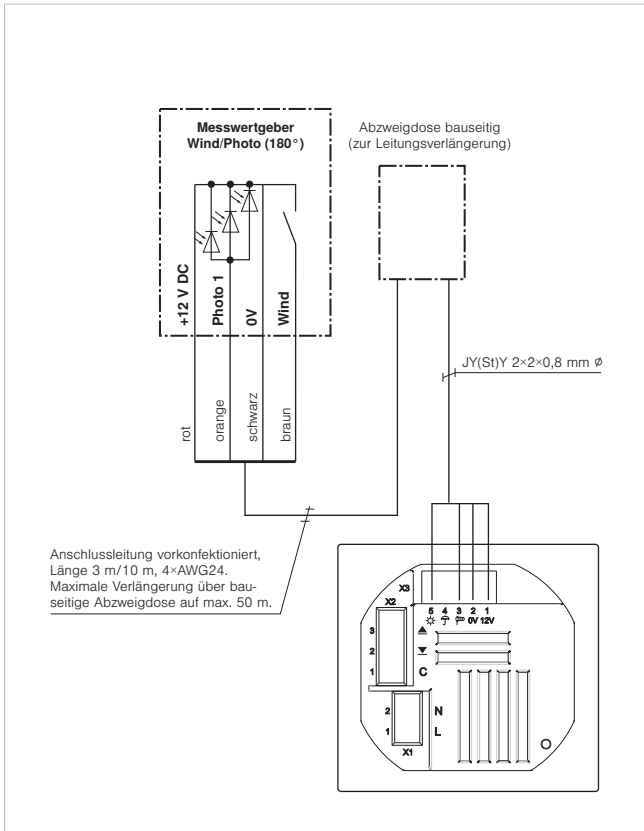 Messwertgeber
Wind/Photo (180°)
Abzweigdose bauseitig
(zur Leitungsverlängerung)
+12 V DC
Photo 1
0V
Wind
JY(St)Y 2×2×0,8 mm ø
rot
orange
schwarz
braun
Anschlussleitung vorkonfektioniert,
Länge 3 m/10 m, 4×AWG24.
Maximale Verlängerung über bau-
seitige Abzweigdose auf max. 50 m.
X3
X2
5 4 3 2 1
0V 12V
3
2
1 C
2 N
1 L
X1